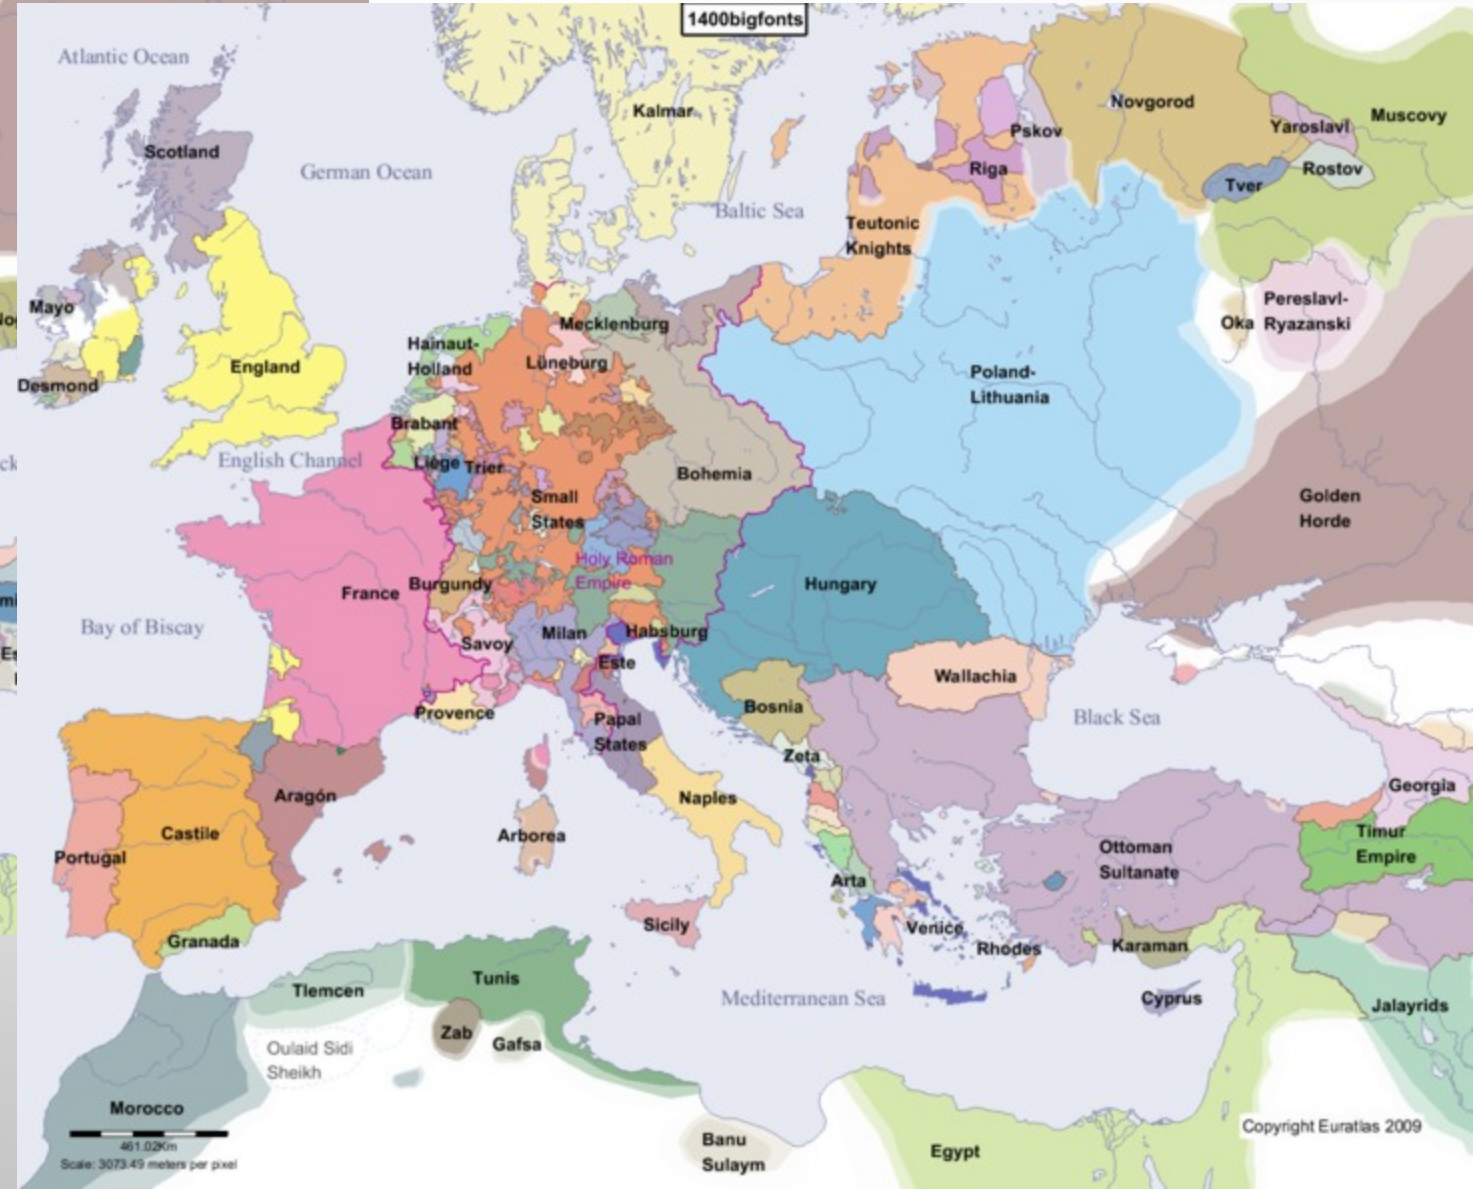 1400bigfonts
Atlantic Ocean
Kalmar
Novgorod
Muscovy
Yaroslavl
Pskov
Scotland
German Ocean
Riga
Rostov
Tver
Baltic Sea
Teutonic
Knights
Mayo
Pereslavl-
Ryazanski
Oka
Mecklenburg
Hainaut-
Holland
Lüneburg
England
Desmond
Poland-
Lithuania
Brabant
English Channel
Liége
Trier
Bohemia
Small
States
Golden
Horde
Holy Roman
Empire
France
Burgundy
Hungary
Bay of Biscay
Milan
Habsburg
Savoy
Este
Wallachia
Provence
Bosnia
Black Sea
Papal
States
Zeta
Georgia
Aragón
Naples
Castile
Arborea
Timur
Empire
Portugal
Ottoman
Sultanate
Arta
Sicily
Venice
Granada
Rhodes
Karaman
Tunis
Tlemcen
Mediterranean Sea
Cyprus
Jalayrids
Zab
Gafsa
Oulaid Sidi
Sheikh
Morocco
461.02Km
Scale: 3073.49 meters per pixel
Banu
Sulaym
Egypt
Copyright Euratlas 2009